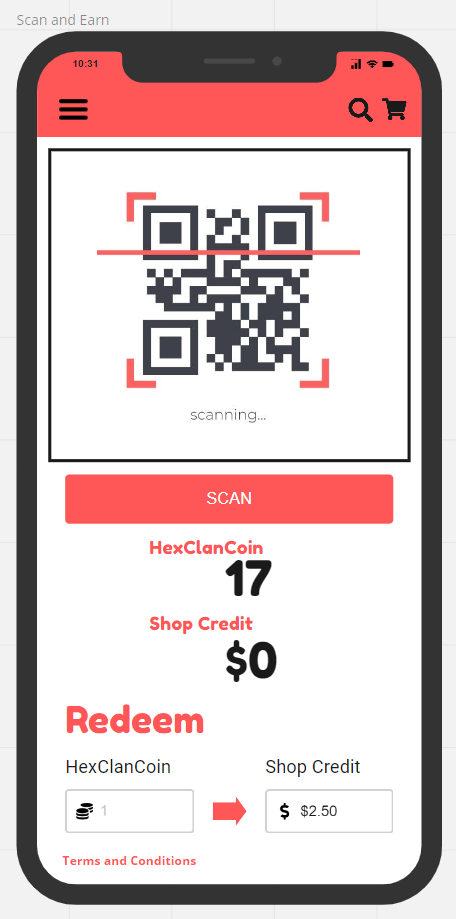 Scan and Earn
10:31
scanning...
SCAN
HexClanCoin
17
Shop Credit
$0
Redeem
HexClanCoin
Shop Credit
1
$ $2.50
Terms and Conditions